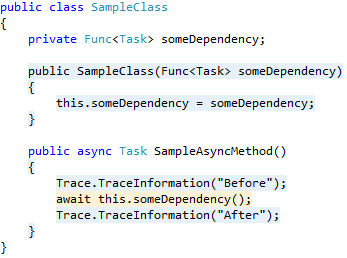 public class SampleClass
{
    private Func<Task> someDependency;

    public SampleClass(Func<Task> someDependency)
    {
        this.someDependency = someDependency;
    }

    public async Task SampleAsyncMethod()
    {
        Trace.TraceInformation("Before");
        await this.someDependency();
        Trace.TraceInformation("After");
    }
}